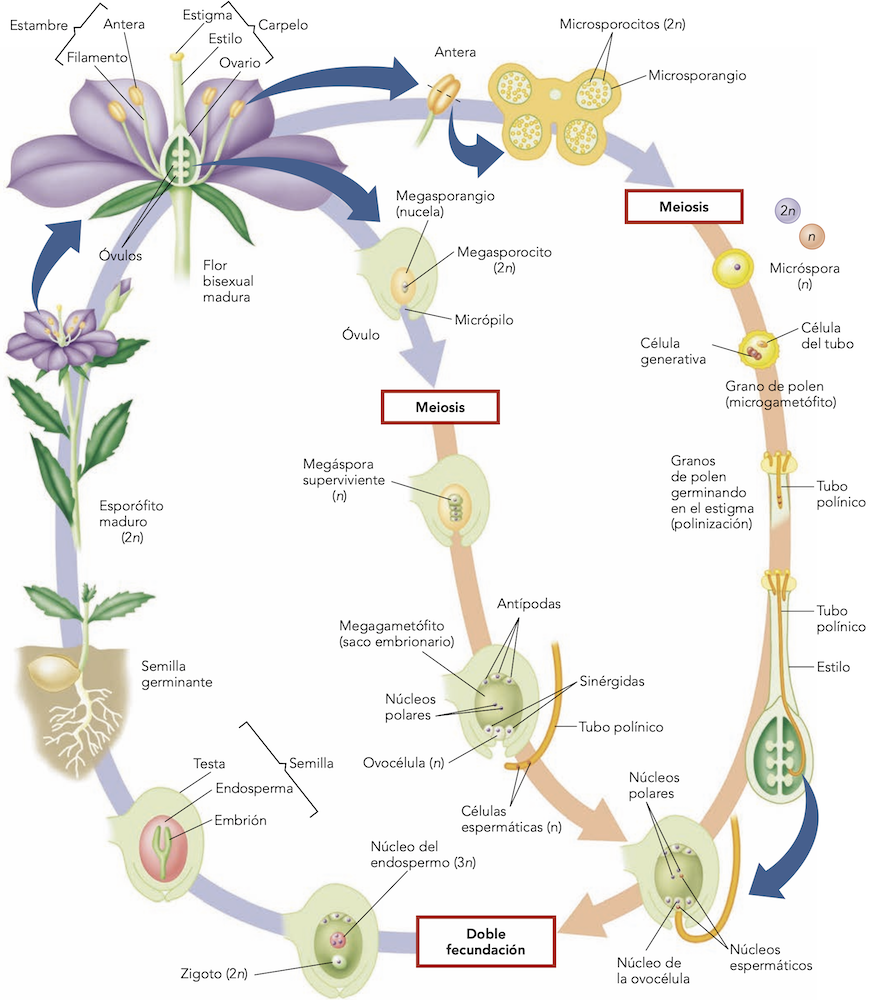 Estambre
Antera
Filamento
Estigma
Estilo
Ovario
Carpelo
Óvulos
Flor
bisexual
madura
Antera
Microsporocitos (2n)
Microsporangio
Meiosis
2n
n
Micróspora
(n)
Célula
generativa
Célula
del tubo
Grano de polen
(microgametófito)
Granos
de polen
germinando
en el estigma
(polinización)
Tubo
polínico
Tubo
polínico
Estilo
Megasporangio
(nucela)
Megasporocito
(2n)
Micrópilo
Óvulo
Meiosis
Megáspora
superviviente
(n)
Antípodas
Megagametófito
(saco embrionario)
Núcleos
polares
Sinérgidas
Tubo polínico
Ovocélula (n)
Células
espermáticas (n)
Núcleos
polares
Núcleo de
la ovocélula
Núcleos
espermáticos
Doble
fecundación
Núcleo del
endospermo (3n)
Zigoto (2n)
Testa
Endosperma
Embrión
Semilla
Semilla
germinante
Esporófito
maduro
(2n)